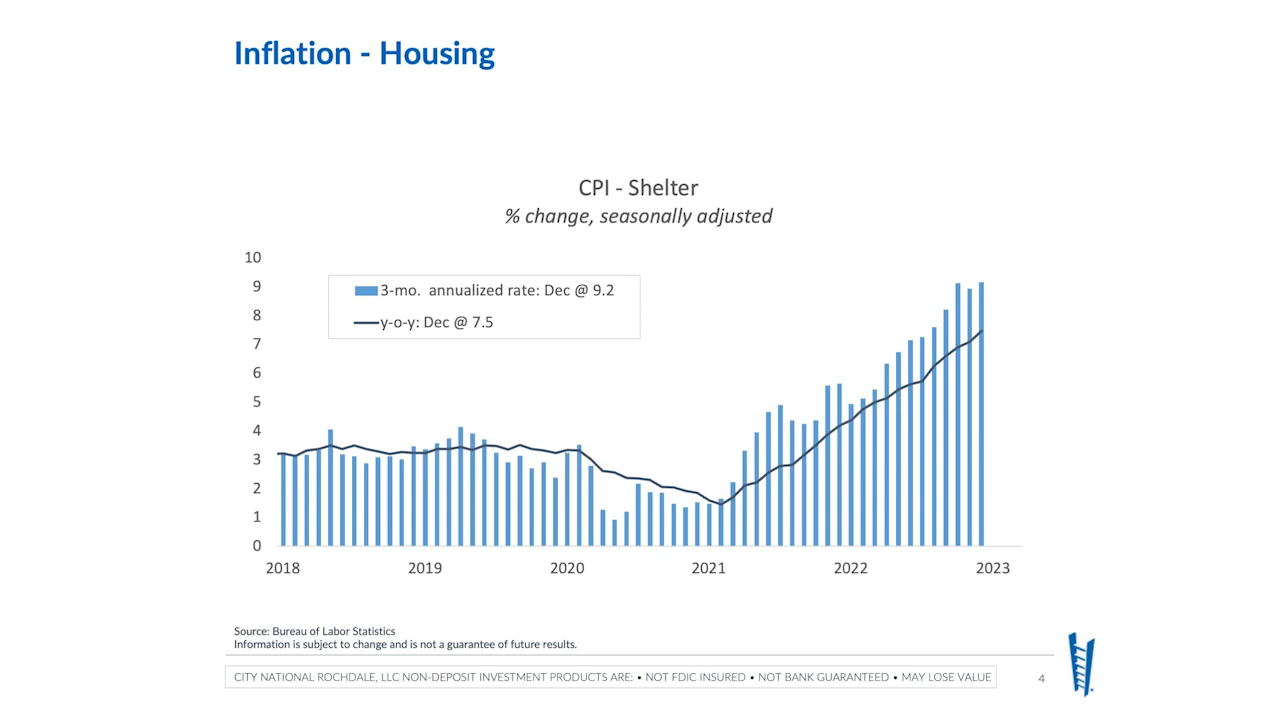 Inflation - Housing
CPI - Shelter
% change, seasonally adjusted
10
9
8
7
6
5
4
3
2
1
0
3-mo.  annualized rate: Dec @ 9.2
y-o-y: Dec @ 7.5
2018 2019 2020 2021 2022 2023
Source: Bureau of Labor Statistics
Information is subject to change and is not a guarantee of future results.
CITY NATIONAL ROCHDALE, LLC NON-DEPOSIT INVESTMENT PRODUCTS ARE: • NOT FDIC INSURED • NOT BANK GUARANTEED • MAY LOSE VALUE
4